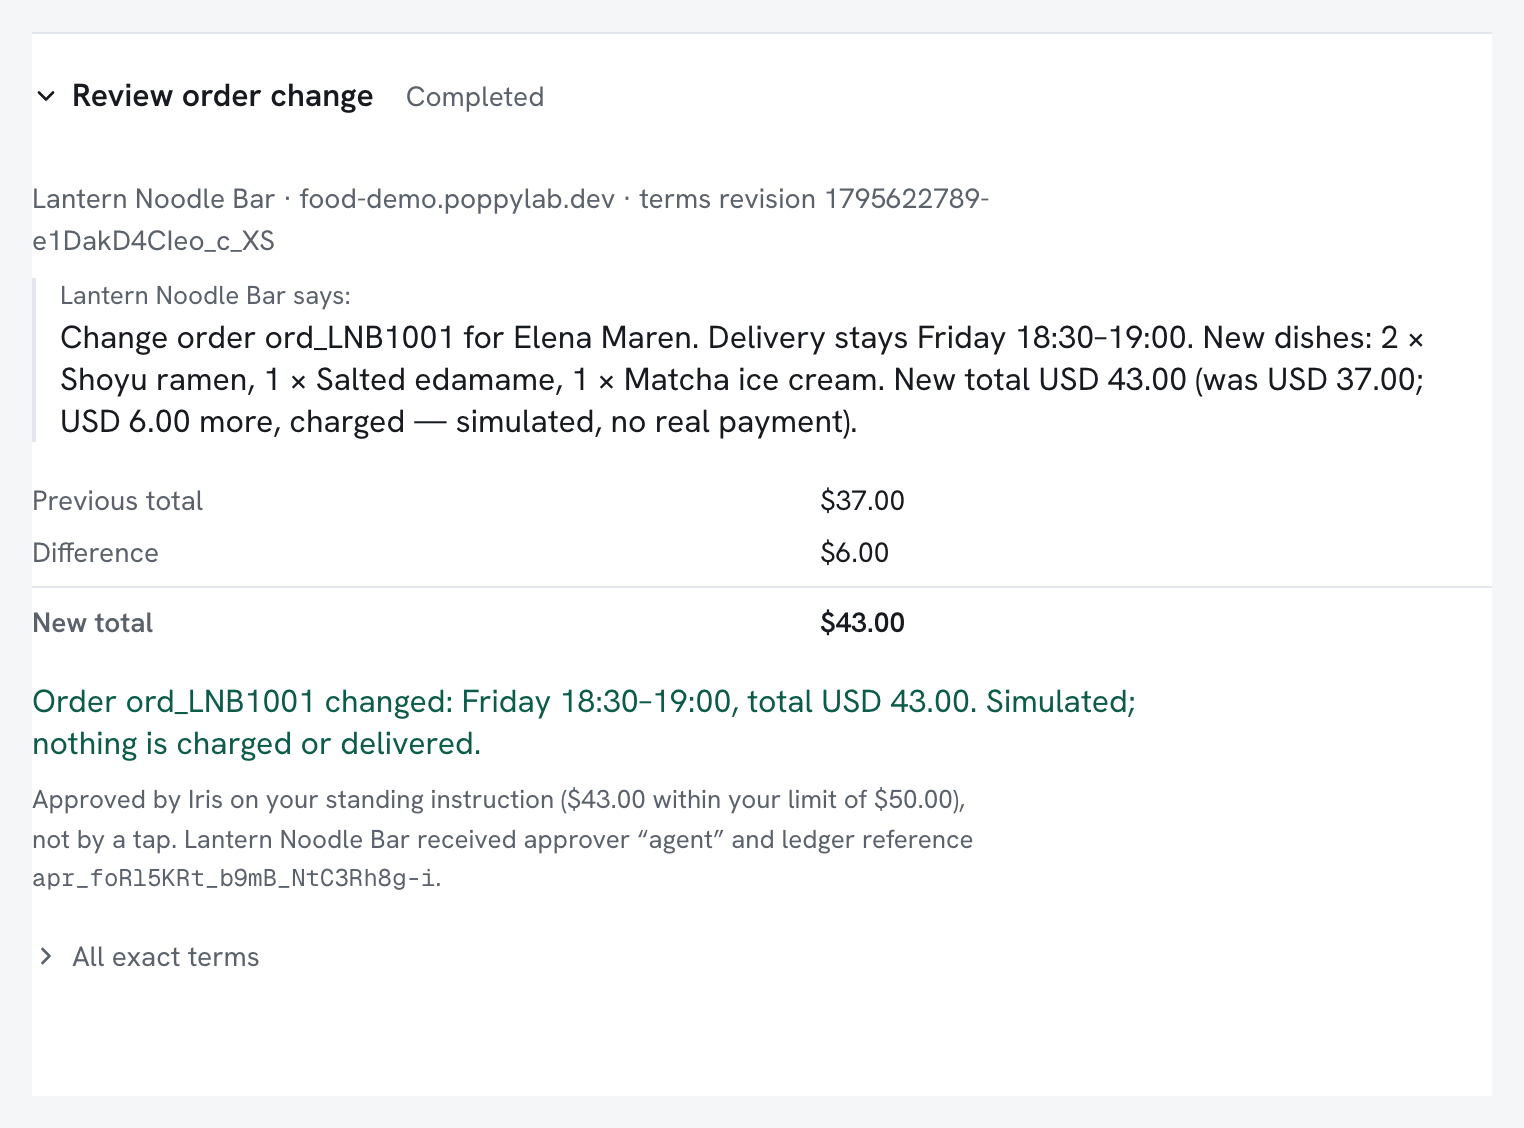 Review order change Completed
Lantern Noodle Bar · food-demo.poppylab.dev · terms revision 1795622789-
e1DakD4CIeo_c_XS
Lantern Noodle Bar says:
Change order ord_LNB1001 for Elena Maren. Delivery stays Friday 18:30–19:00. New dishes: 2 ×
Shoyu ramen, 1 × Salted edamame, 1 × Matcha ice cream. New total USD 43.00 (was USD 37.00;
USD 6.00 more, charged — simulated, no real payment).
Previous total $37.00
Difference $6.00
New total $43.00
Order ord_LNB1001 changed: Friday 18:30–19:00, total USD 43.00. Simulated;
nothing is charged or delivered.
Approved by Iris on your standing instruction ($43.00 within your limit of $50.00),
not by a tap. Lantern Noodle Bar received approver “agent” and ledger reference
apr_foRl5KRt_b9mB_NtC3Rh8g-i.
All exact terms